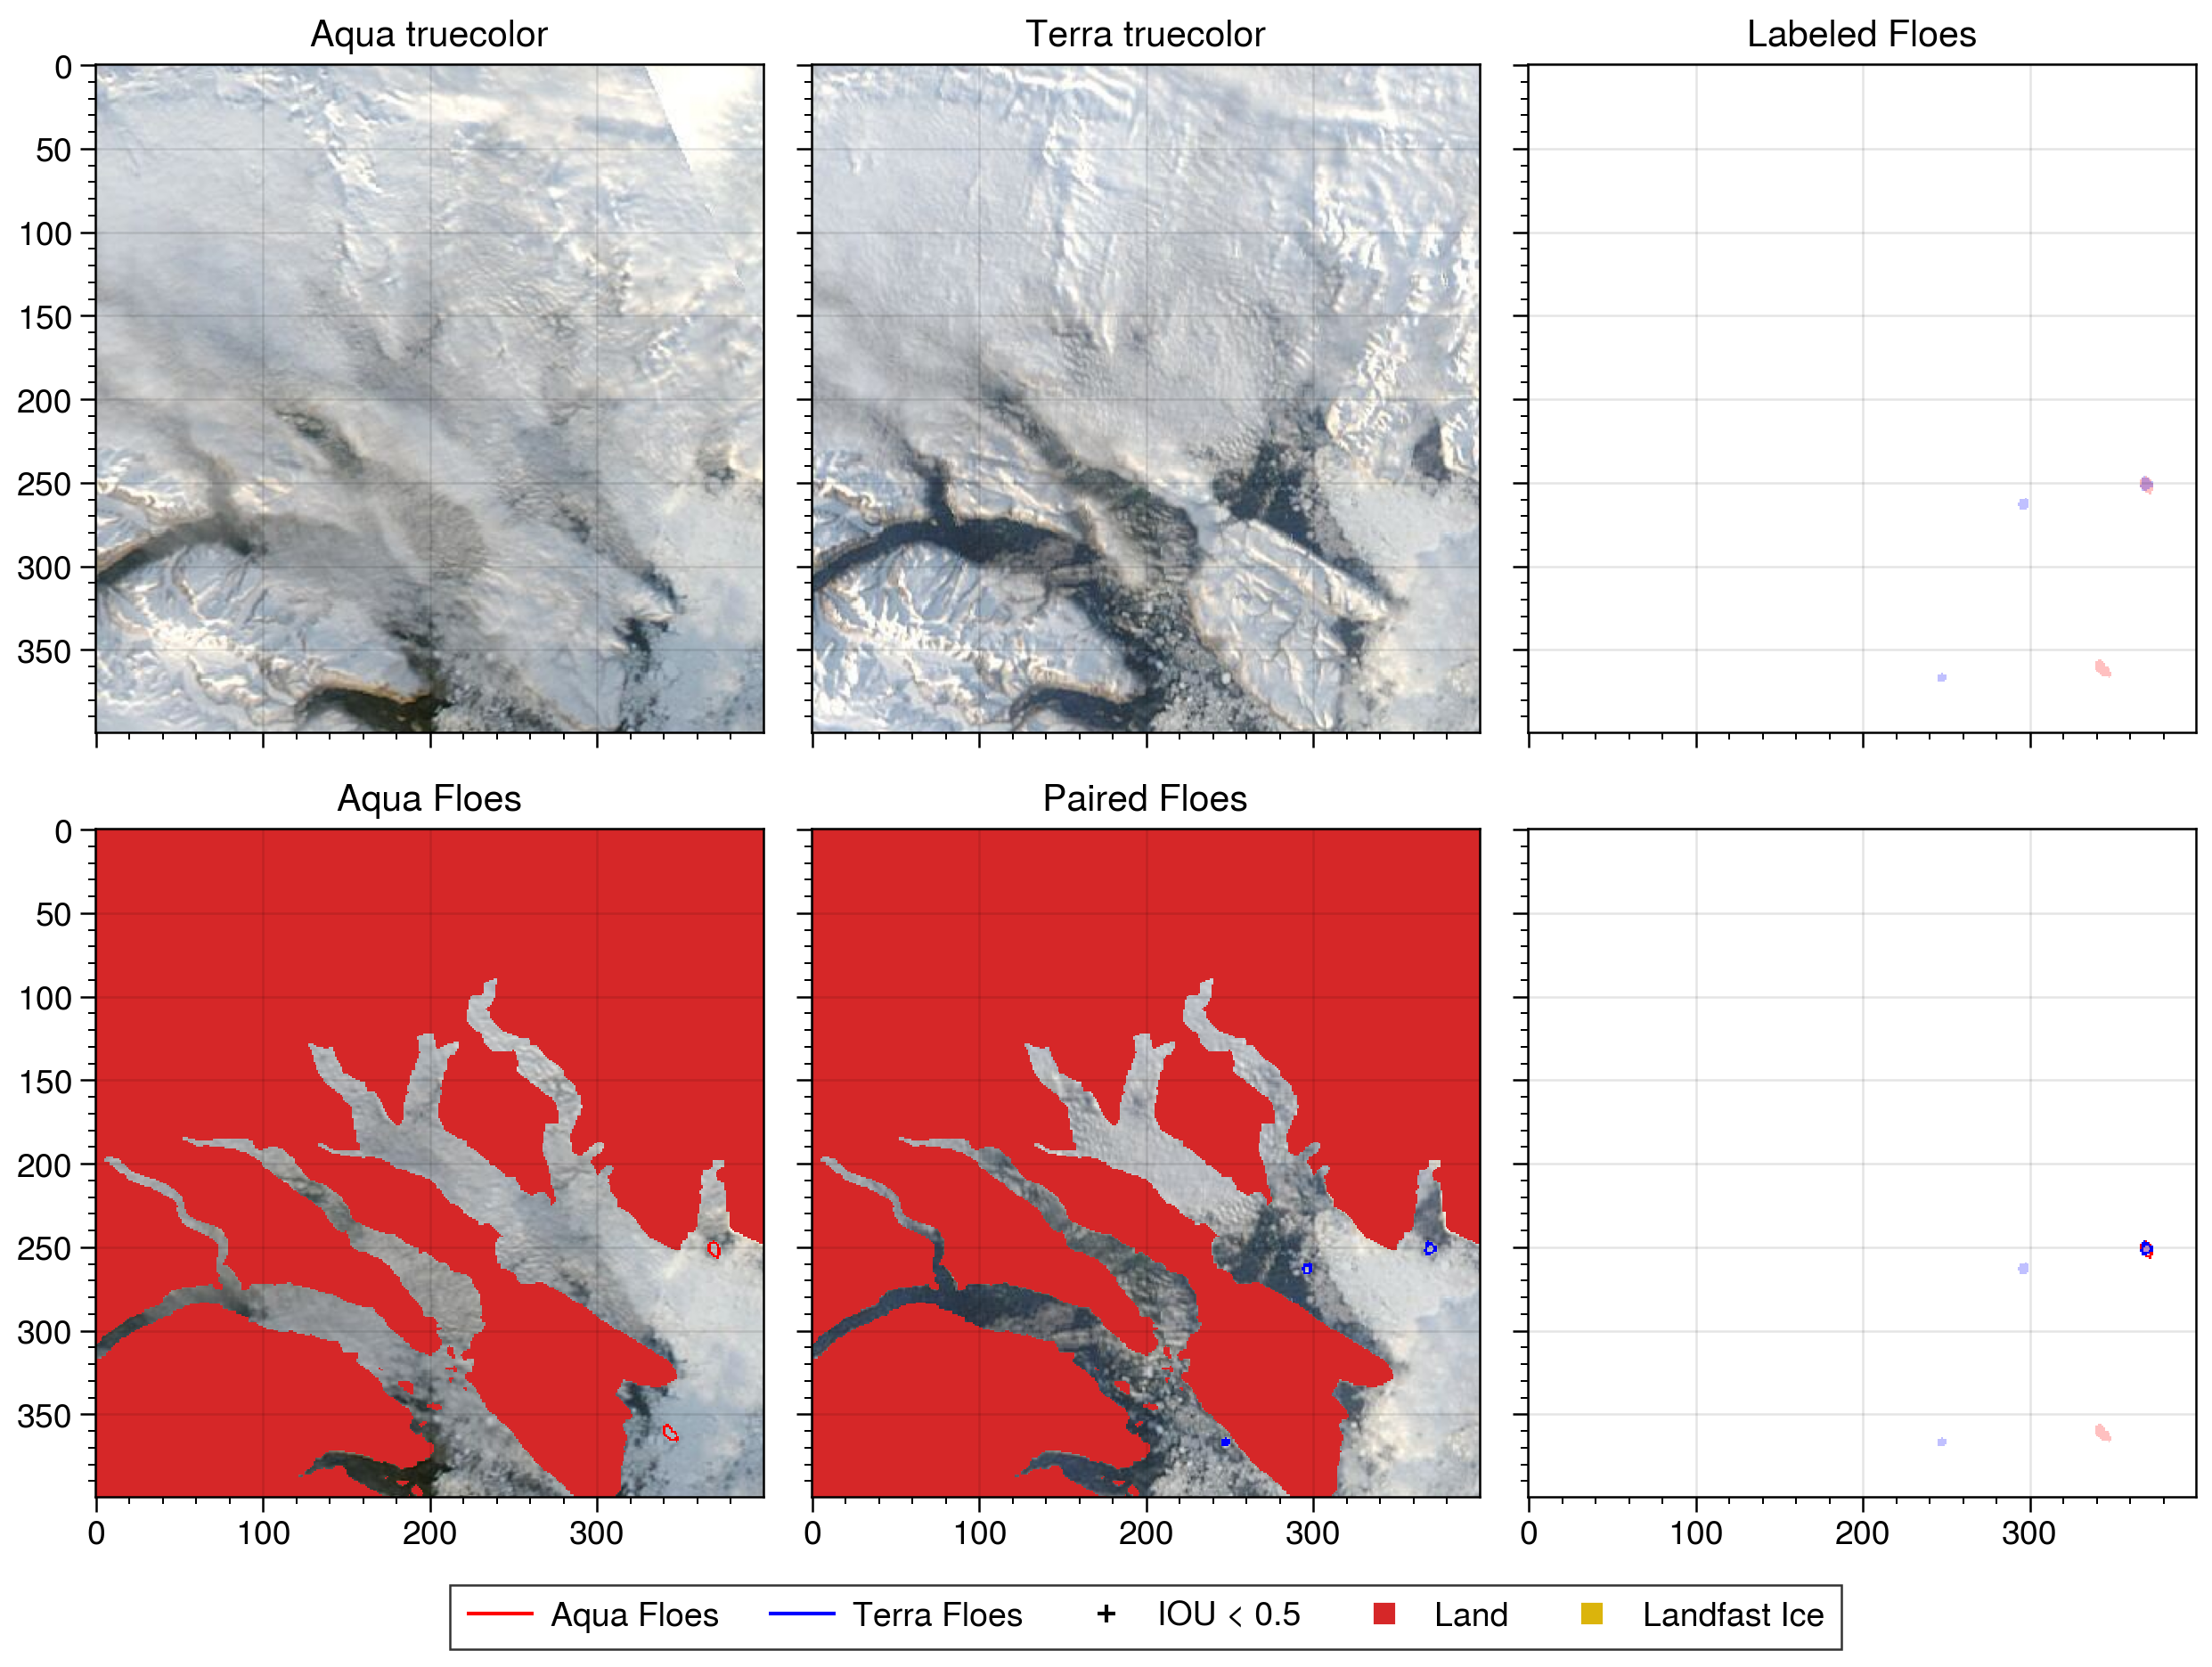 Aqua truecolor
Terra truecolor
Labeled Floes
0
50
100
150
200
250
300
350
Aqua Floes
Paired Floes
0
50
100
150
200
250
300
350
0 100 200 300
0 100 200 300
0 100 200 300
Aqua Floes Terra Floes + IOU < 0.5 Land Landfast Ice